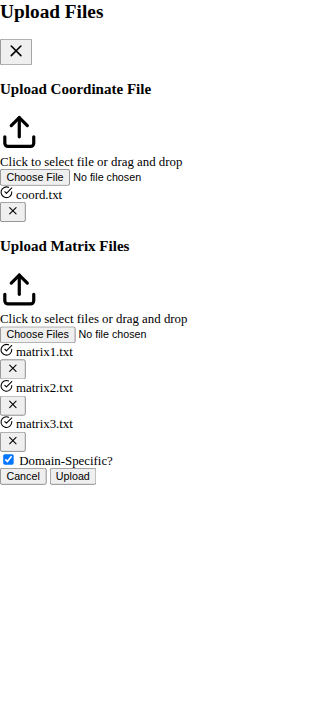 Upload Files
Upload Coordinate File
Click to select file or drag and drop
Choose File No file chosen
coord.txt
Upload Matrix Files
Click to select files or drag and drop
Choose Files No file chosen
matrix1.txt
matrix2.txt
matrix3.txt
Domain-Specific?
Cancel Upload